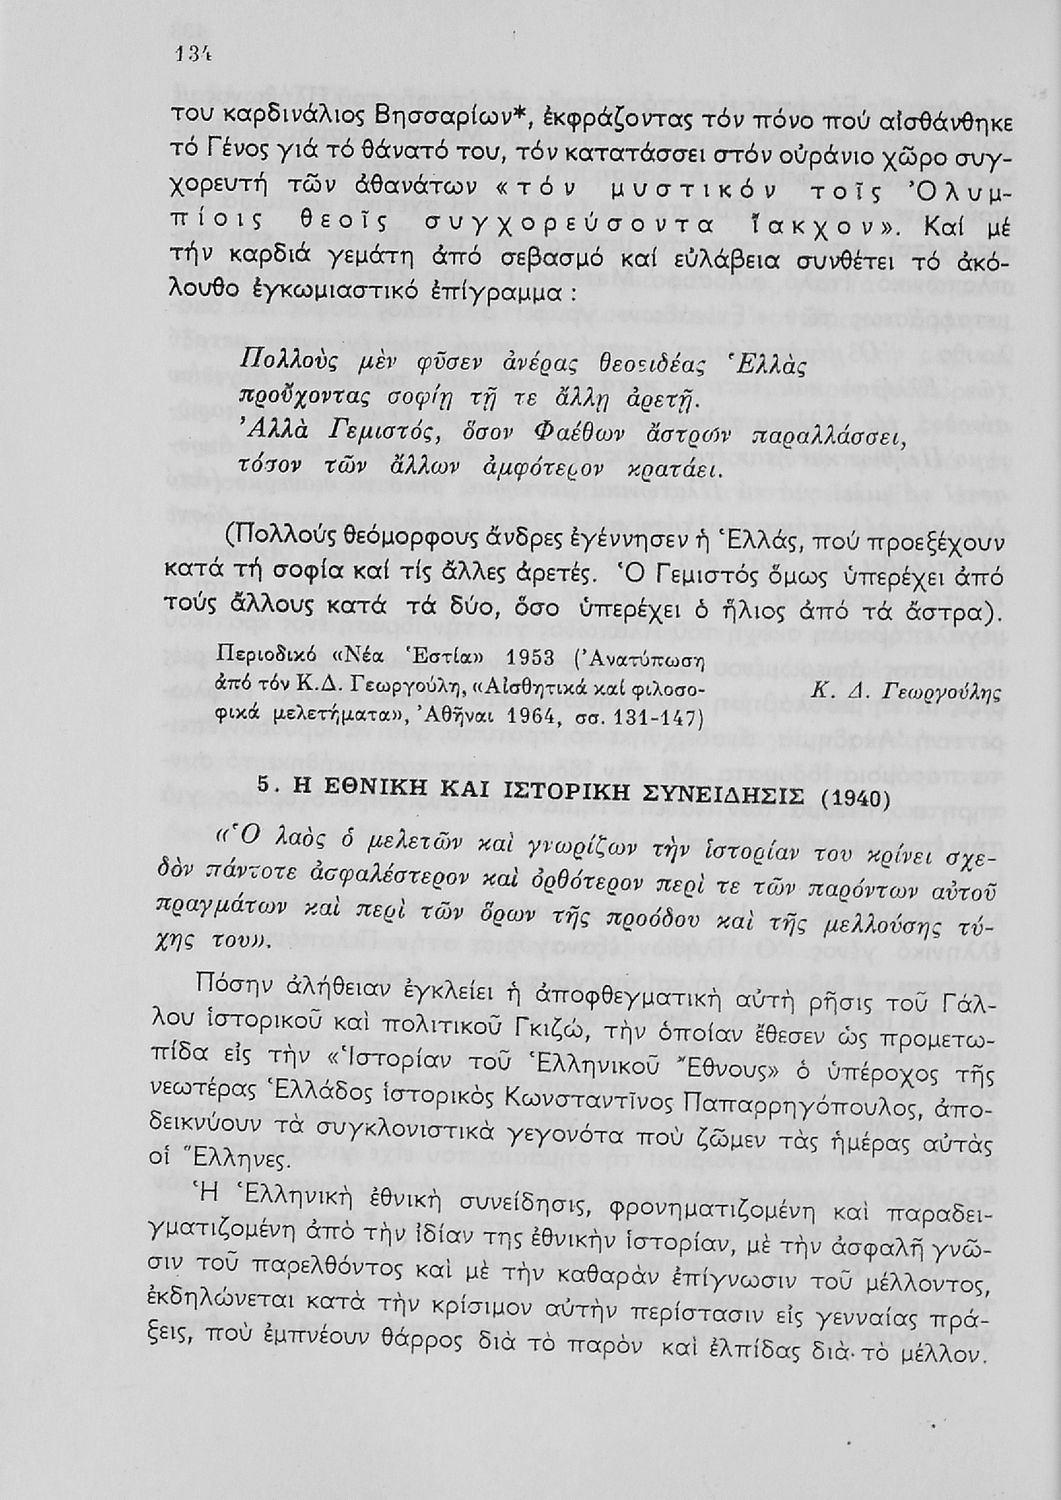 134
του καρδινάλιος Βησσαρίων*, ἐκφράζοντας τόν πόνο πού αἰσθάνθηκε
τό Γένος γιά τό θάνατό του, τόν κατατάσσει στόν οὐράνιο χῶρο συγ-
χορευτή τῶν ἀθανάτων «τόν μυστικόν τοῖς Ὀλυμ-
πίοις θεοῖς συγχορεύσοντα ἴακχον». Καί μέ
τήν καρδιά γεμάτη ἀπό σεβασμό καί εὐλάβεια συνθέτει τό ἀκό-
λουθο ἐγκωμιαστικό ἐπίγραμμα :
Πολλοὺς μὲν φῦσεν ἀνέρας θεοειδέας Ἑλλὰς
προὔχοντας σοφίῃ τῇ τε ἄλλῃ ἀρετῇ.
Ἀλλὰ Γεμιστός, ὅσον Φαέθων ἄστρων παραλλάσσει,
τόσον τῶν ἄλλων ἀμφότερον κρατάει.
(Πολλούς θεόμορφους ἄνδρες ἐγέννησεν ἡ Ἑλλάς, πού προεξέχουν
κατά τή σοφία καί τίς ἄλλες ἀρετές. Ὁ Γεμιστός ὅμως ὑπερέχει ἀπό
τούς ἄλλους κατά τά δύο, ὅσο ὑπερέχει ὁ ἥλιος ἀπό τά ἄστρα).
Περιοδικό «Νέα Ἑστία» 1953 (Ἀνατύπωση
ἀπό τόν Κ.Δ. Γεωργούλη, «Αἰσθητικά καί φιλοσο-
φικά μελετήματα», Ἀθῆναι 1964, σσ. 131-147)
Κ. Δ. Γεωργούλης
5. Η ΕΘΝΙΚΗ ΚΑΙ ΙΣΤΟΡΙΚΗ ΣΥΝΕΙΔΗΣΙΣ (1940)
«Ὁ λαὸς ὁ μελετῶν καὶ γνωρίζων τὴν ἱστορίαν του κρίνει σχε-
δὸν πάντοτε ἀσφαλέστερον καὶ ὀρθότερον περὶ τε τῶν παρόντων αὐτοῦ
πραγμάτων καὶ περὶ τῶν ὅρων τῆς προόδου καὶ τῆς μελλούσης τύ-
χης του».
Πόσην ἀλήθειαν ἐγκλείει ἡ ἀποφθεγματικὴ αὐτὴ ρῆσις τοῦ Γάλ-
λου ἱστορικοῦ καὶ πολιτικοῦ Γκιζώ, τὴν ὁποίαν ἔθεσεν ὡς προμετω-
πίδα εἰς τὴν «Ἱστορίαν τοῦ Ἑλληνικοῦ Ἔθνους» ὁ ὑπέροχος τῆς
νεωτέρας Ἑλλάδος ἱστορικὸς Κωνσταντῖνος Παπαρρηγόπουλος, ἀπο-
δεικνύουν τὰ συγκλονιστικὰ γεγονότα ποὺ ζῶμεν τὰς ἡμέρας αὐτὰς
οἱ Ἕλληνες.
Ἡ Ἑλληνικὴ ἐθνικὴ συνείδησις, φρονηματιζομένη καὶ παραδει-
γματιζομένη ἀπὸ τὴν ἰδίαν της ἐθνικὴν ἱστορίαν, μὲ τὴν ἀσφαλῆ γνῶ-
σιν τοῦ παρελθόντος καὶ μὲ τὴν καθαρὰν ἐπίγνωσιν τοῦ μέλλοντος,
ἐκδηλώνεται κατὰ τὴν κρίσιμον αὐτὴν περίστασιν εἰς γενναίας πρά-
ξεις, ποὺ ἐμπνέουν θάρρος διὰ τὸ παρὸν καὶ ἐλπίδας διὰ τὸ μέλλον.